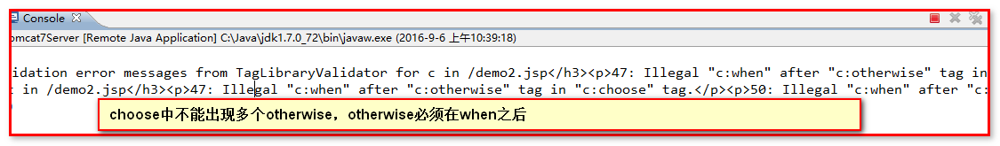 Console
omcat7Server [Remote Java Application] C:\Java\jdk1.7.0_72\bin\javaw.exe (2016-9-6 上午10:39:18)
idation error messages from TagLibraryValidator for c in /demo2.jsp</h3><p>47: Illegal "c:when" after "c:otherwise" tag in
c in /demo2.jsp</h3><p>47: Illegal "c:when" after "c:otherwise" tag in "c:choose" tag.</p><p>50: Illegal "c:when" after "c:
choose中不能出现多个otherwise，otherwise必须在when之后